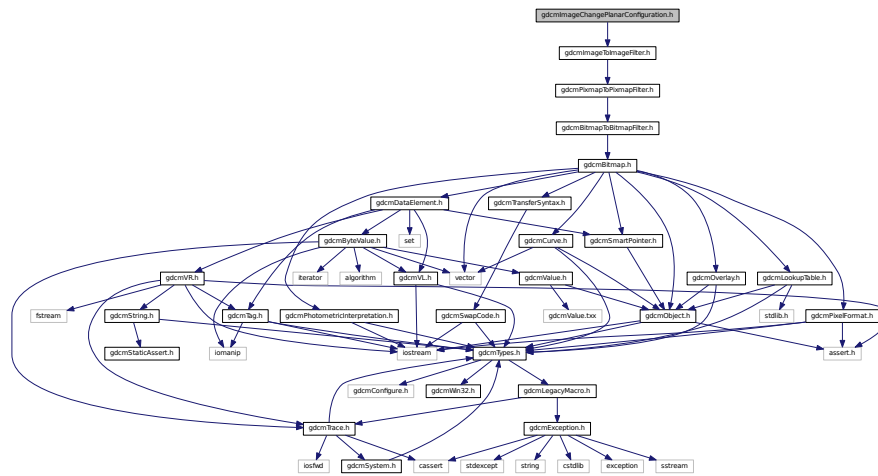 gdcmImageChangePlanarConfiguration.h
gdcmImageToImageFilter.h
gdcmPixmapToPixmapFilter.h
gdcmBitmapToBitmapFilter.h
gdcmBitmap.h
gdcmDataElement.h
gdcmTransferSyntax.h
gdcmByteValue.h
set
gdcmCurve.h
gdcmSmartPointer.h
gdcmVR.h
iterator
algorithm
gdcmVL.h
vector
gdcmValue.h
gdcmOverlay.h
gdcmLookupTable.h
fstream
gdcmString.h
gdcmTag.h
gdcmPhotometricInterpretation.h
gdcmSwapCode.h
gdcmValue.txx
gdcmObject.h
stdlib.h
gdcmPixelFormat.h
gdcmStaticAssert.h
iomanip
iostream
gdcmTypes.h
assert.h
gdcmConfigure.h
gdcmWin32.h
gdcmLegacyMacro.h
gdcmTrace.h
gdcmException.h
iosfwd
gdcmSystem.h
cassert
stdexcept
string
cstdlib
exception
sstream